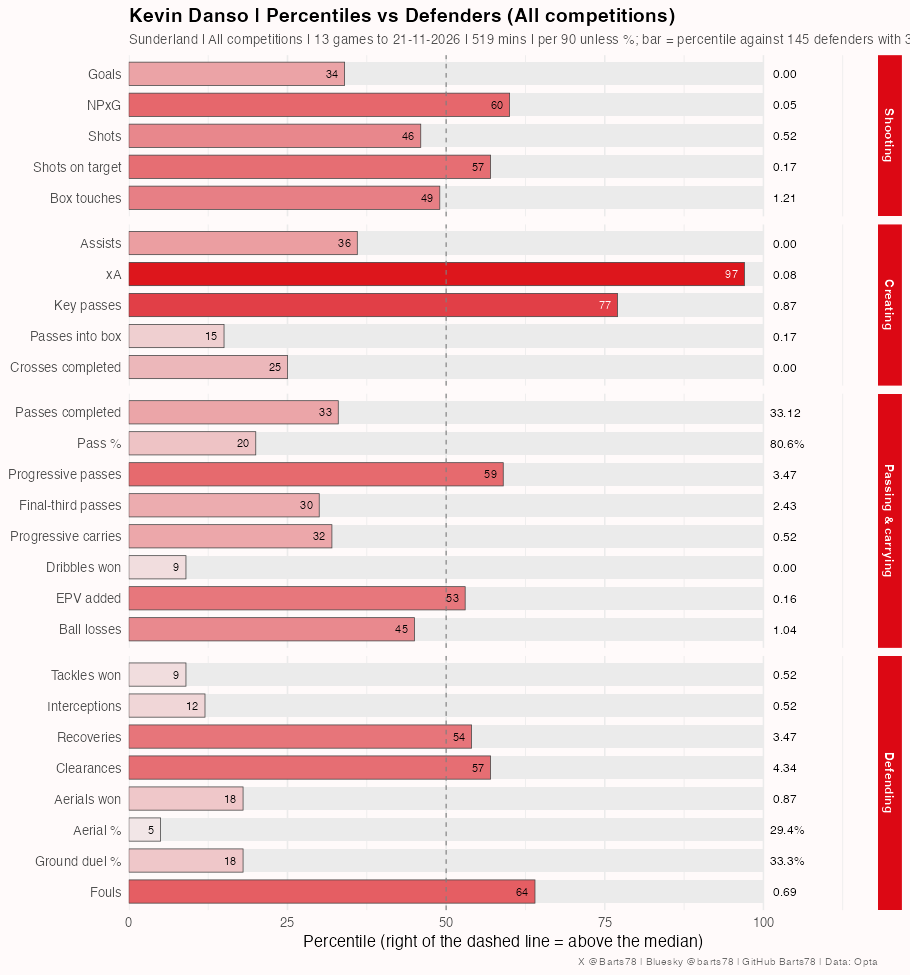 Kevin Danso | Percentiles vs Defenders (All competitions)
Sunderland | All competitions | 13 games to 21-11-2026 | 519 mins | per 90 unless %; bar = percentile against 145 defenders with 3
Goals 34 0.00
NPxG 60 0.05
Shots 46 0.52
Shots on target 57 0.17
Box touches 49 1.21
Shooting
Assists 36 0.00
xA 97 0.08
Key passes 77 0.87
Passes into box 15 0.17
Crosses completed 25 0.00
Creating
Passes completed 33 33.12
Pass % 20 80.6%
Progressive passes 59 3.47
Final-third passes 30 2.43
Progressive carries 32 0.52
Dribbles won 9 0.00
EPV added 53 0.16
Ball losses 45 1.04
Passing & carrying
Tackles won 9 0.52
Interceptions 12 0.52
Recoveries 54 3.47
Clearances 57 4.34
Aerials won 18 0.87
Aerial % 5 29.4%
Ground duel % 18 33.3%
Fouls 64 0.69
Defending
0 25 50 75 100
Percentile (right of the dashed line = above the median)
X @Barts78 | Bluesky @barts78 | GitHub Barts78 | Data: Opta